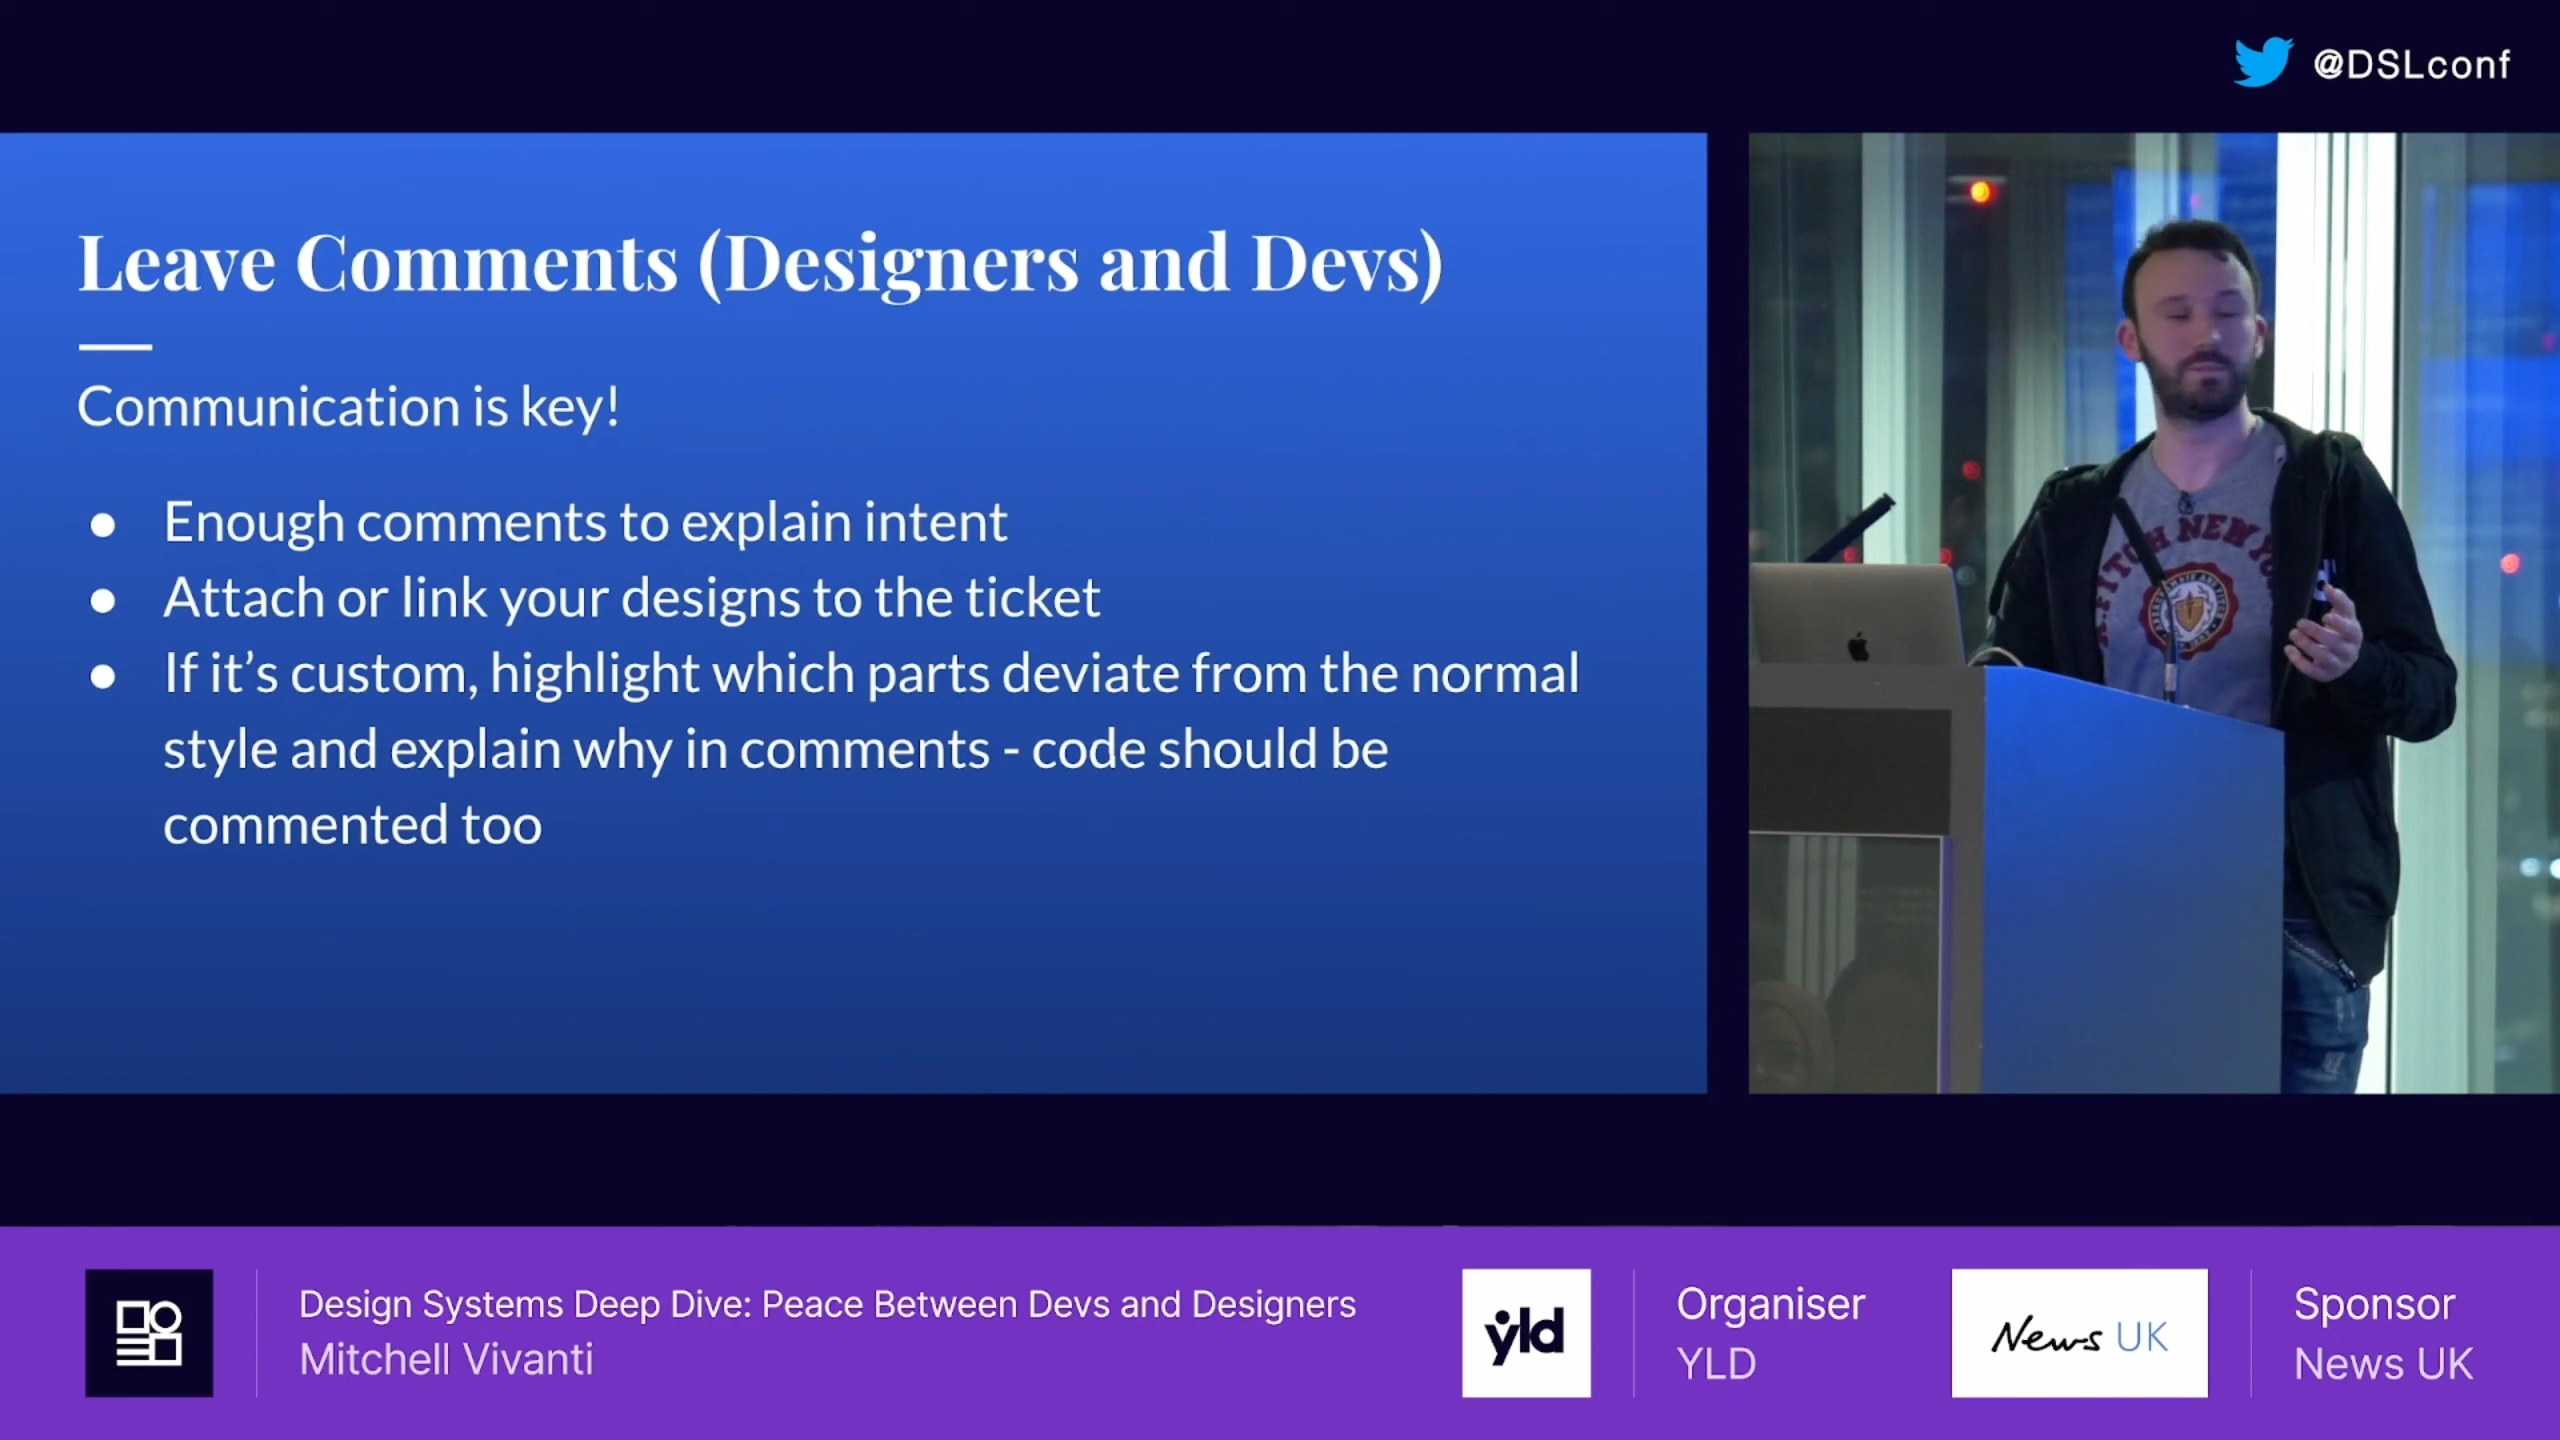 @DSLconf
Leave Comments (Designers and Devs)
Communication is key!
● Enough comments to explain intent
● Attach or link your designs to the ticket
● If it’s custom, highlight which parts deviate from the normal
style and explain why in comments - code should be
commented too
NEW
Design Systems Deep Dive: Peace Between Devs and Designers
Mitchell Vivanti
yld
Organiser
YLD
News UK
Sponsor
News UK